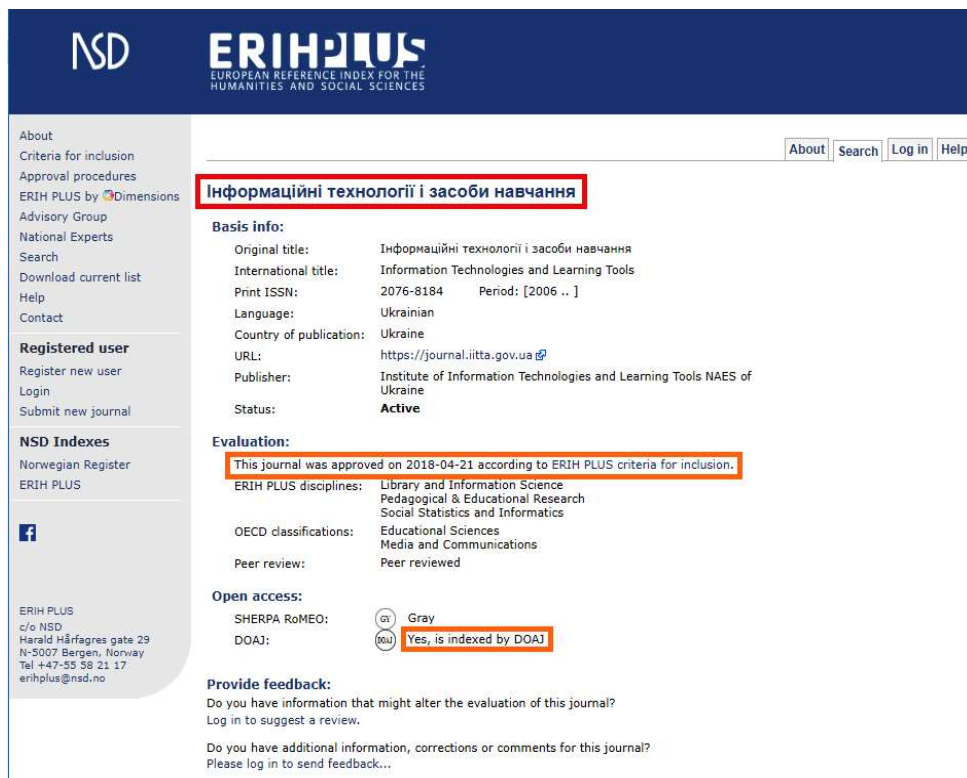 NSD
ERIH PLUS
EUROPEAN REFERENCE INDEX FOR THE
HUMANITIES AND SOCIAL SCIENCES
About
Criteria for inclusion
Approval procedures
ERIH PLUS by Dimensions
Advisory Group
National Experts
Search
Download current list
Help
Contact
Registered user
Register new user
Login
Submit new journal
NSD Indexes
Norwegian Register
ERIH PLUS
ERIH PLUS
c/o NSD
Harald Hårfagres gate 29
N-5007 Bergen, Norway
Tel +47-55 58 21 17
erihplus@nsd.no
About Search Log in Help
Інформаційні технології і засоби навчання
Basis info:
Original title: Інформаційні технології і засоби навчання
International title: Information Technologies and Learning Tools
Print ISSN: 2076-8184 Period: [2006 .. ]
Language: Ukrainian
Country of publication: Ukraine
URL: https://journal.iitta.gov.ua
Publisher: Institute of Information Technologies and Learning Tools NAES of
Ukraine
Status: Active
Evaluation:
This journal was approved on 2018-04-21 according to ERIH PLUS criteria for inclusion.
ERIH PLUS disciplines: Library and Information Science
Pedagogical & Educational Research
Social Statistics and Informatics
OECD classifications: Educational Sciences
Media and Communications
Peer review: Peer reviewed
Open access:
SHERPA RoMEO: GY Gray
DOAJ: DOAJ Yes, is indexed by DOAJ
Provide feedback:
Do you have information that might alter the evaluation of this journal?
Log in to suggest a review.
Do you have additional information, corrections or comments for this journal?
Please log in to send feedback...